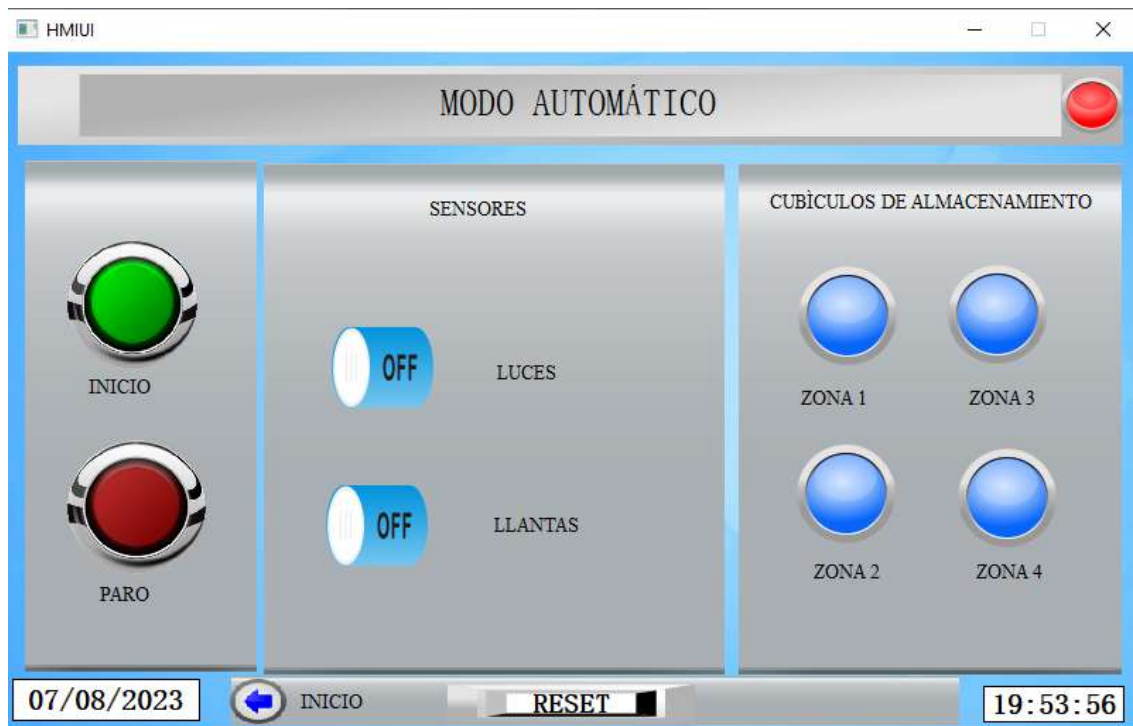 HMIUI
MODO AUTOMÁTICO
INICIO
PARO
SENSORES
OFF
LUCES
OFF
LLANTAS
CUBÌCULOS DE ALMACENAMIENTO
ZONA 1
ZONA 3
ZONA 2
ZONA 4
07/08/2023
INICIO
RESET
19:53:56